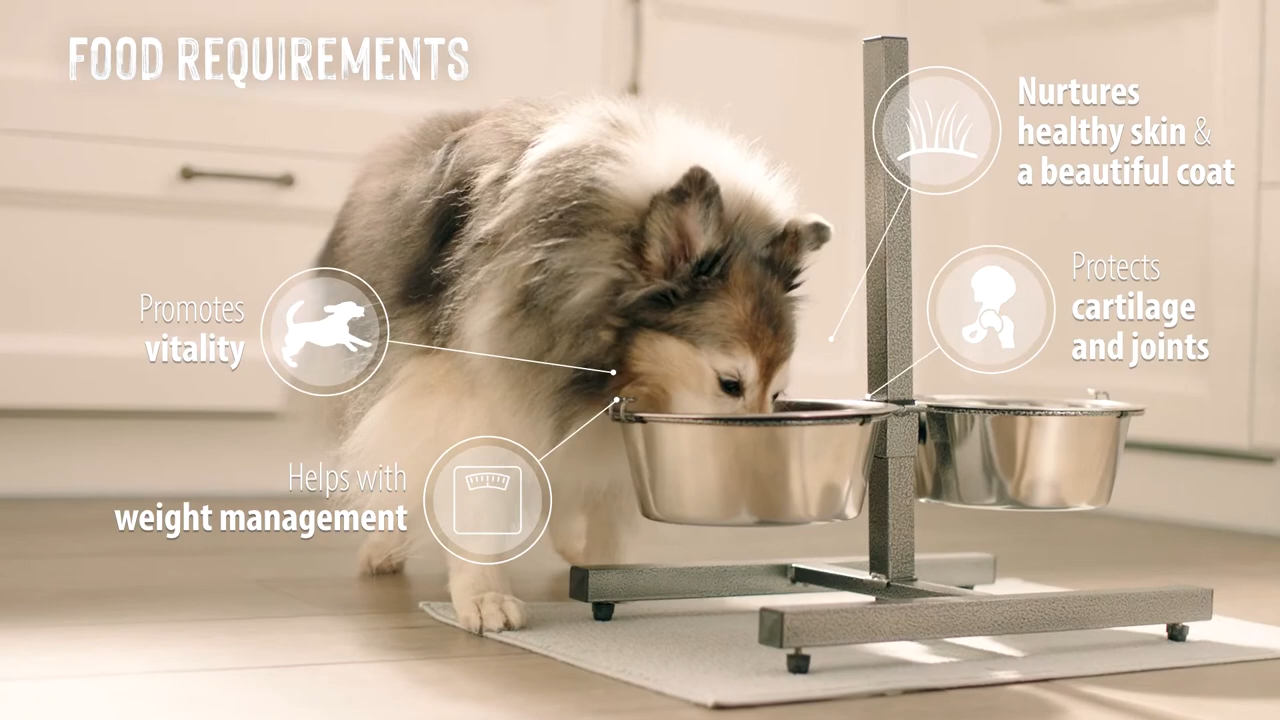 FOOD REQUIREMENTS
Nurtures
healthy skin &
a beautiful coat
Protects
cartilage
and joints
Promotes
vitality
Helps with
weight management